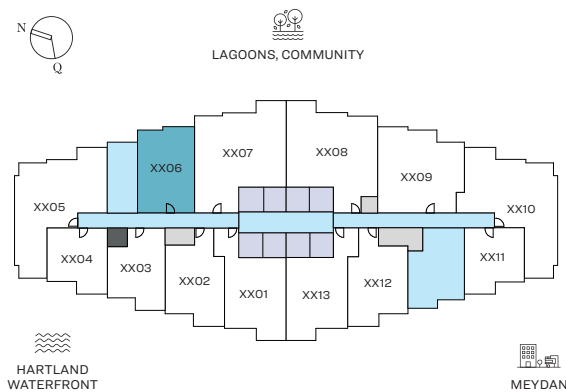 N
Q
LAGOONS, COMMUNITY
XX07
XX08
XX06
XX09
XX05
XX10
XX04
XX03
XX02
XX01
XX13
XX12
XX11
HARTLAND
WATERFRONT
MEYDAN